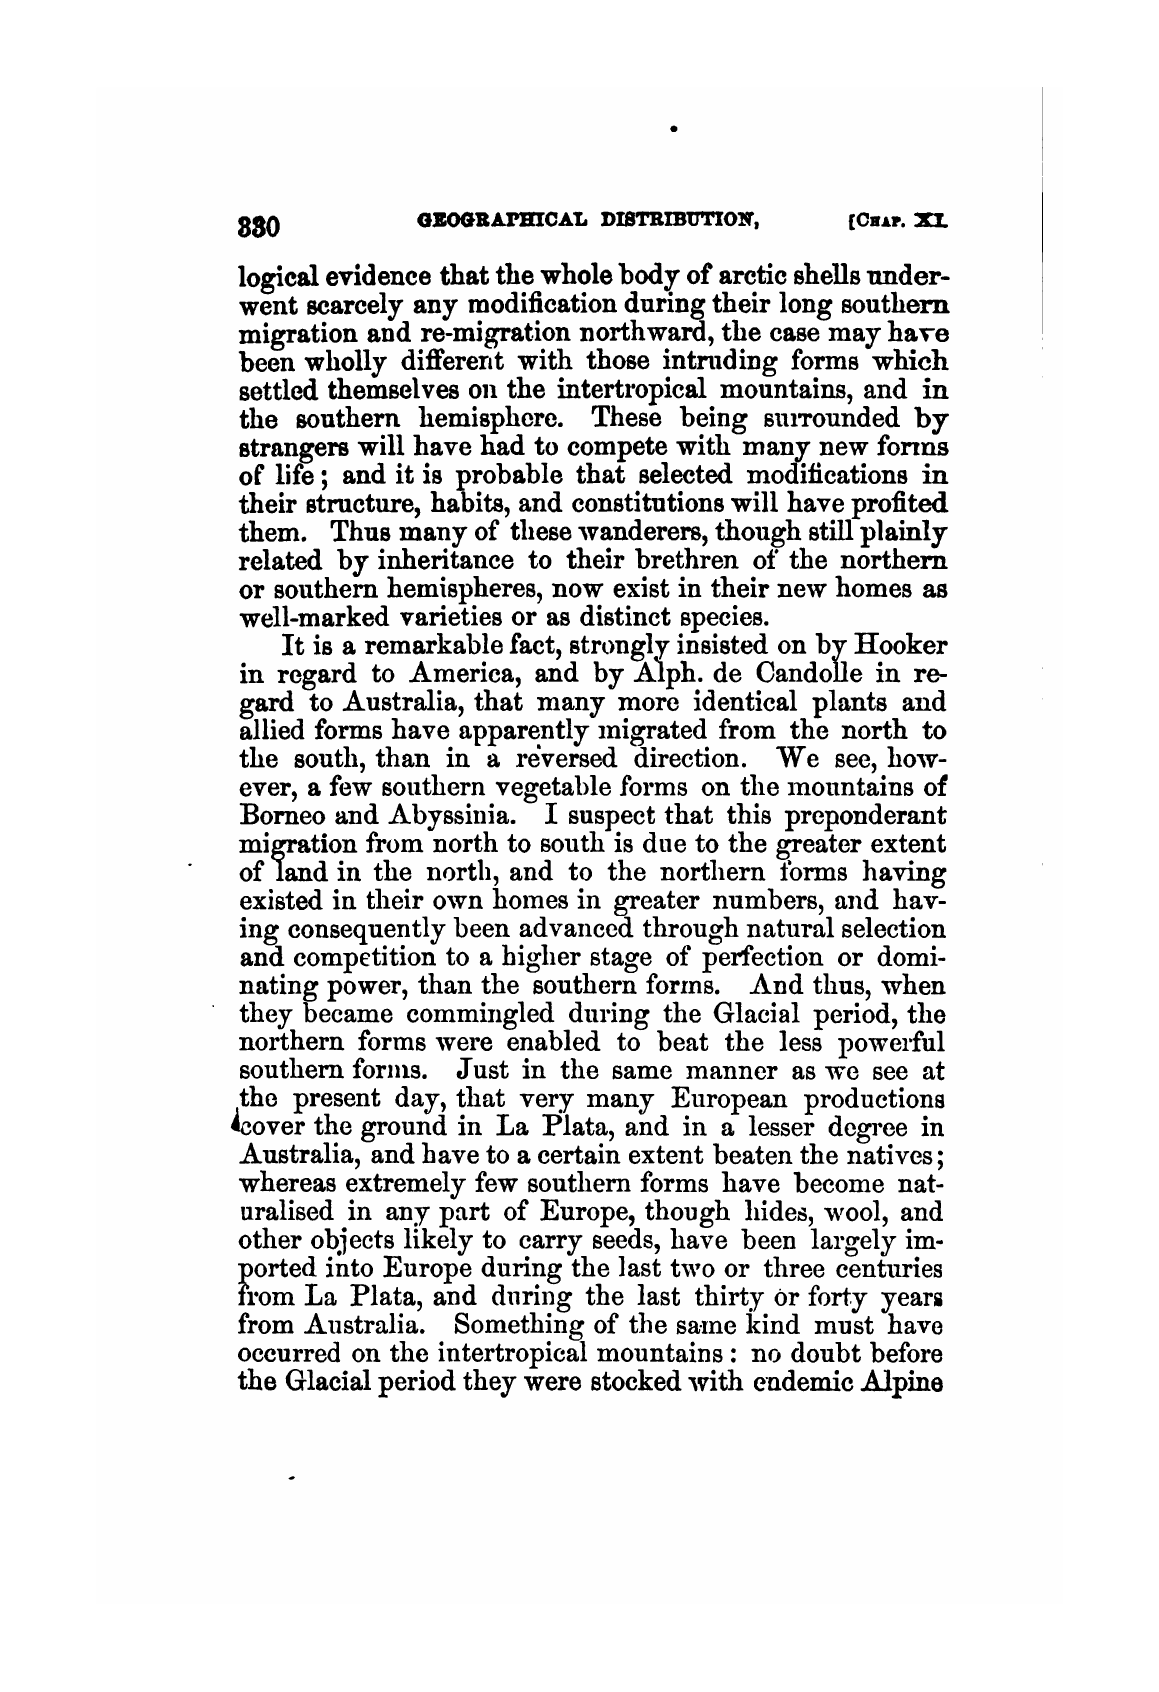 330 GEOGRAPHICAL DISTRIBUTION, [CHAP. XI.
logical evidence that the whole body of arctic shells under-
went scarcely any modification during their long southern
migration and re-migration northward, the case may have
been wholly different with those intruding forms which
settled themselves on the intertropical mountains, and in
the southern hemisphere. These being surrounded by
strangers will have had to compete with many new forms
of life; and it is probable that selected modifications in
their structure, habits, and constitutions will have profited
them. Thus many of these wanderers, though still plainly
related by inheritance to their brethren of the northern
or southern hemispheres, now exist in their new homes as
well-marked varieties or as distinct species.
It is a remarkable fact, strongly insisted on by Hooker
in regard to America, and by Alph. de Candolle in re-
gard to Australia, that many more identical plants and
allied forms have apparently migrated from the north to
the south, than in a reversed direction. We see, how-
ever, a few southern vegetable forms on the mountains of
Borneo and Abyssinia. I suspect that this preponderant
migration from north to south is due to the greater extent
of land in the north, and to the northern forms having
existed in their own homes in greater numbers, and hav-
ing consequently been advanced through natural selection
and competition to a higher stage of perfection or domi-
nating power, than the southern forms. And thus, when
they became commingled during the Glacial period, the
northern forms were enabled to beat the less powerful
southern forms. Just in the same manner as we see at
the present day, that very many European productions
cover the ground in La Plata, and in a lesser degree in
Australia, and have to a certain extent beaten the natives;
whereas extremely few southern forms have become nat-
uralised in any part of Europe, though hides, wool, and
other objects likely to carry seeds, have been largely im-
ported into Europe during the last two or three centuries
from La Plata, and during the last thirty or forty years
from Australia. Something of the same kind must have
occurred on the intertropical mountains: no doubt before
the Glacial period they were stocked with endemic Alpine